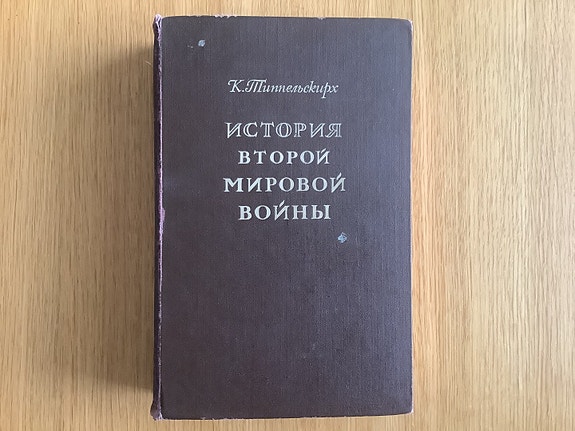 К. Типпельскирх
ИСТОРИЯ
ВТОРОЙ
МИРОВОЙ
ВОЙНЫ